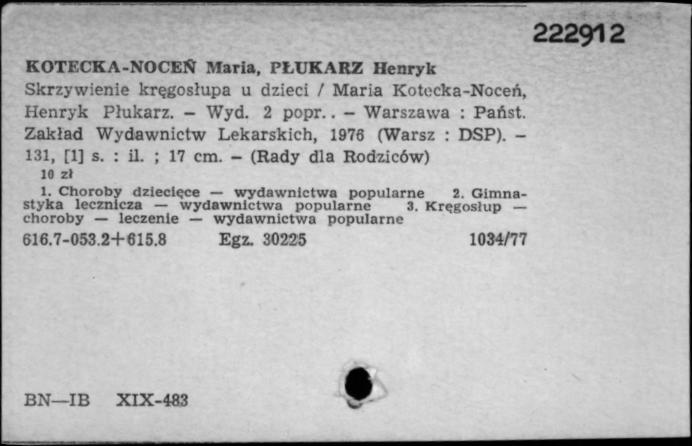 222912
KOTECKA-NOCEŃ Maria, PŁUKARZ Henryk
Skrzywienie kręgosłupa u dzieci / Maria Kotecka-Noceń,
Henryk Płukarz. – Wyd. 2 popr.. – Warszawa : Państ.
Zakład Wydawnictw Lekarskich, 1976 (Warsz : DSP). –
131, [1] s. : il. ; 17 cm. – (Rady dla Rodziców)
10 zł
1. Choroby dziecięce — wydawnictwa popularne 2. Gimna-
styka lecznicza — wydawnictwa popularne 3. Kręgosłup —
choroby — leczenie — wydawnictwa popularne
616.7-053.2+615.8 Egz. 30225 1034/77
BN—IB XIX-483